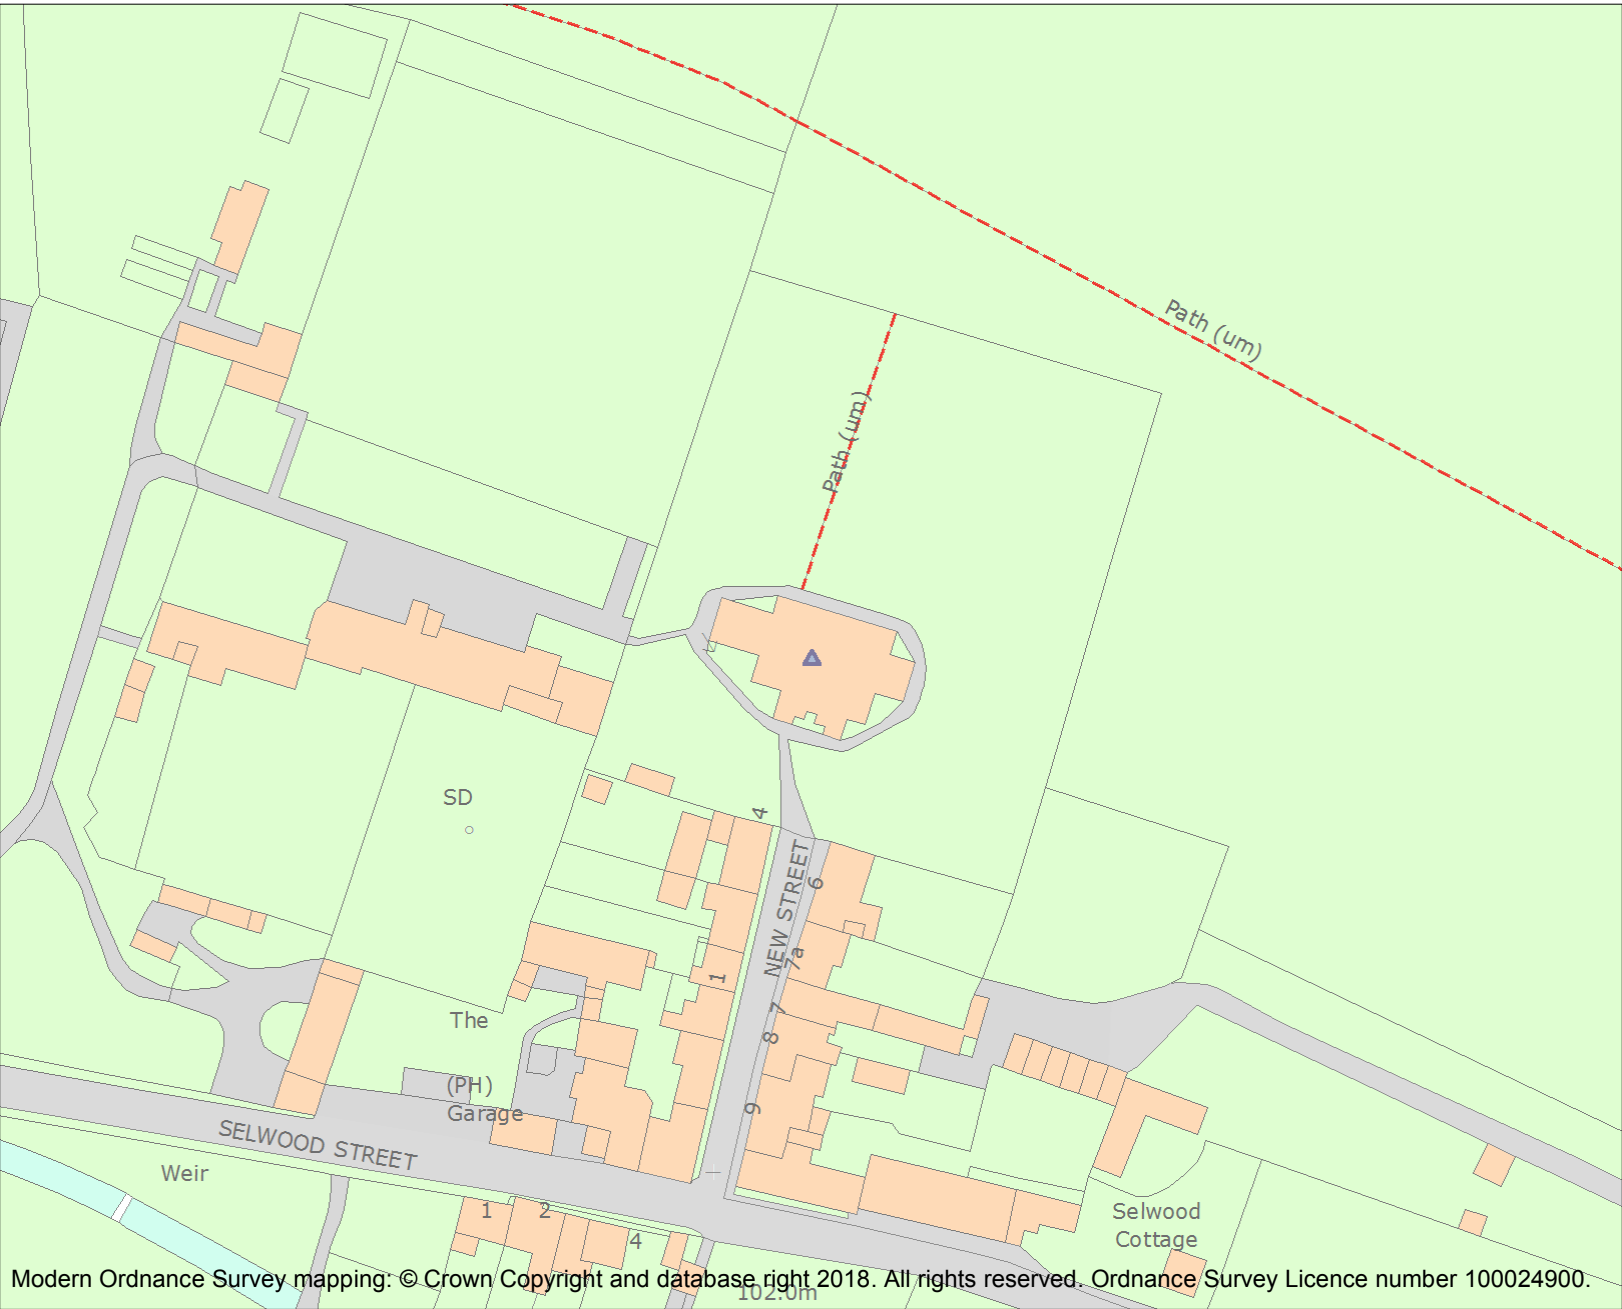 Path (um)
Path (um)
SD
4
NEW STREET
6
7a
1
7
8
9
The
(PH)
Garage
SELWOOD STREET
Weir
1
2
4
Selwood
Cottage
102.0m
Modern Ordnance Survey mapping: © Crown Copyright and database right 2018. All rights reserved. Ordnance Survey Licence number 100024900.